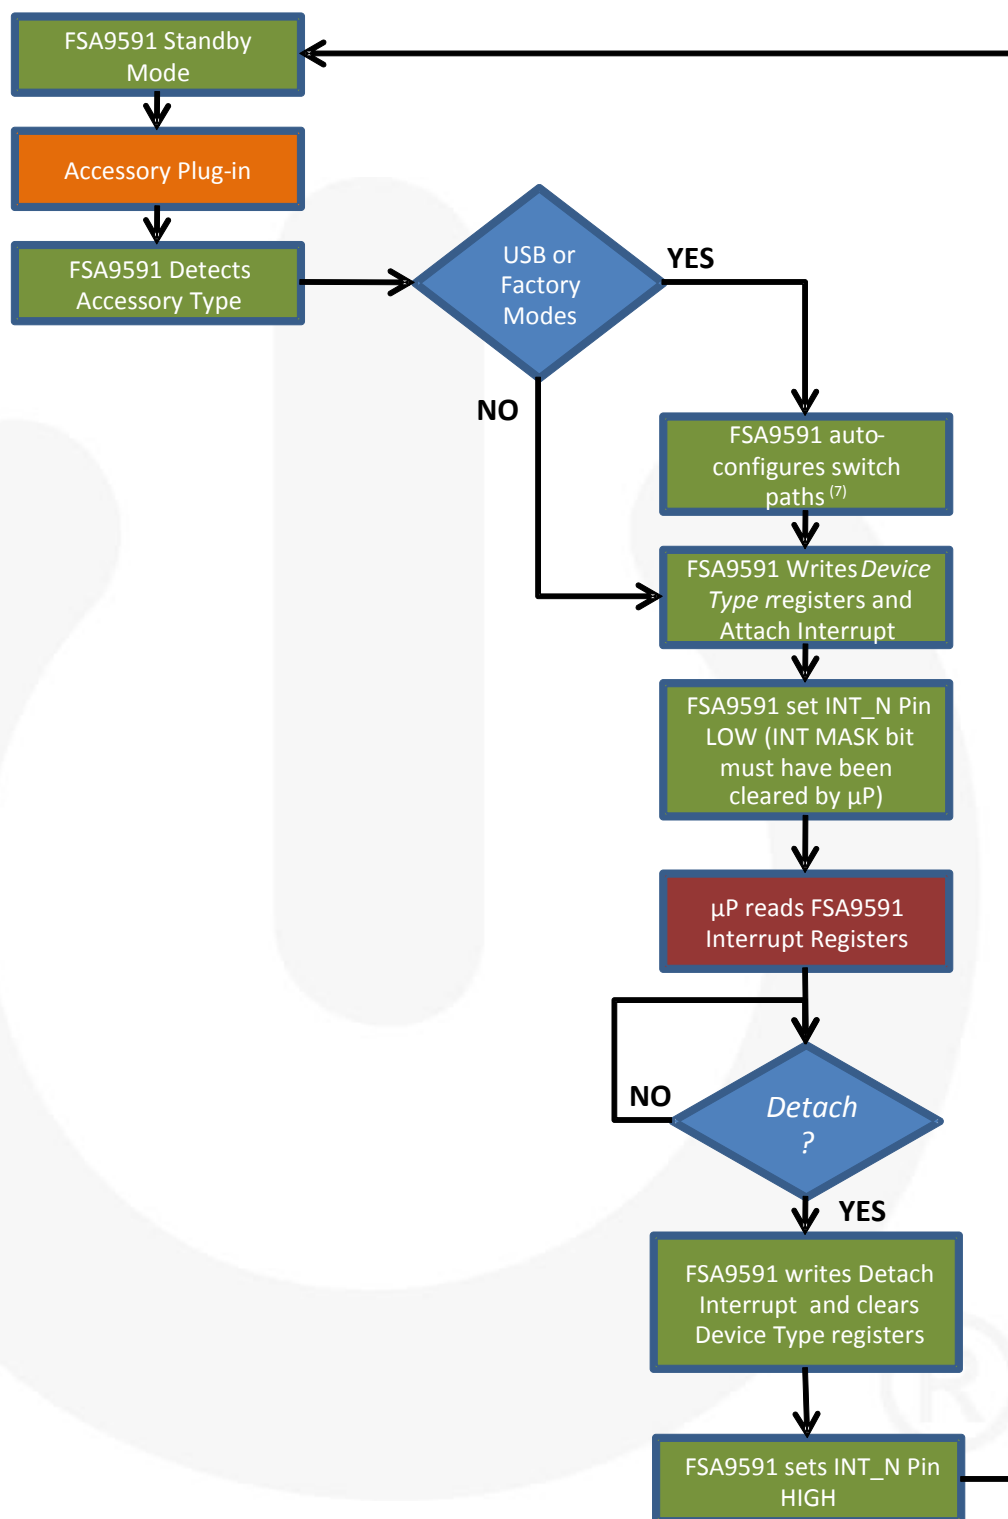 FSA9591 Standby
Mode
Accessory Plug-in
FSA9591 Detects
Accessory Type
USB or
Factory
Modes
YES
NO
FSA9591 auto-
configures switch
paths (7)
FSA9591 Writes Device
Type rregisters and
Attach Interrupt
FSA9591 set INT_N Pin
LOW (INT MASK bit
must have been
cleared by µP)
µP reads FSA9591
Interrupt Registers
NO
Detach
?
YES
FSA9591 writes Detach
Interrupt and clears
Device Type registers
FSA9591 sets INT_N Pin
HIGH
®